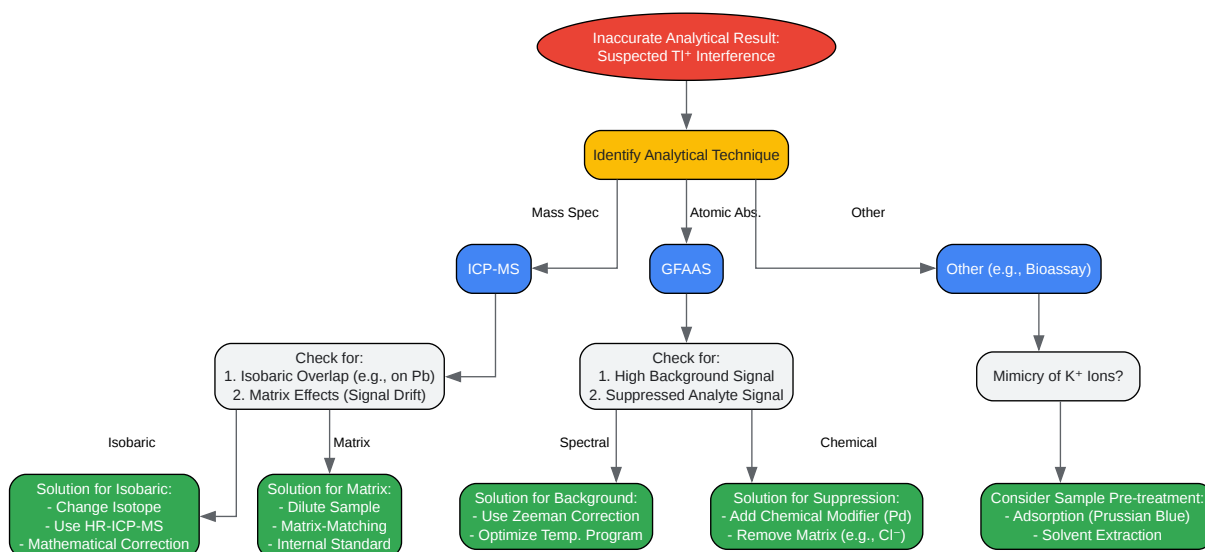 Inaccurate Analytical Result:
Suspected Tl⁺ Interference
Identify Analytical Technique
Mass Spec
Atomic Abs.
Other
ICP-MS
GFAAS
Other (e.g., Bioassay)
Check for:
1. Isobaric Overlap (e.g., on Pb)
2. Matrix Effects (Signal Drift)
Check for:
1. High Background Signal
2. Suppressed Analyte Signal
Mimicry of K⁺ Ions?
Isobaric
Matrix
Spectral
Chemical
Solution for Isobaric:
- Change Isotope
- Use HR-ICP-MS
- Mathematical Correction
Solution for Matrix:
- Dilute Sample
- Matrix-Matching
- Internal Standard
Solution for Background:
- Use Zeeman Correction
- Optimize Temp. Program
Solution for Suppression:
- Add Chemical Modifier (Pd)
- Remove Matrix (e.g., Cl⁻)
Consider Sample Pre-treatment:
- Adsorption (Prussian Blue)
- Solvent Extraction